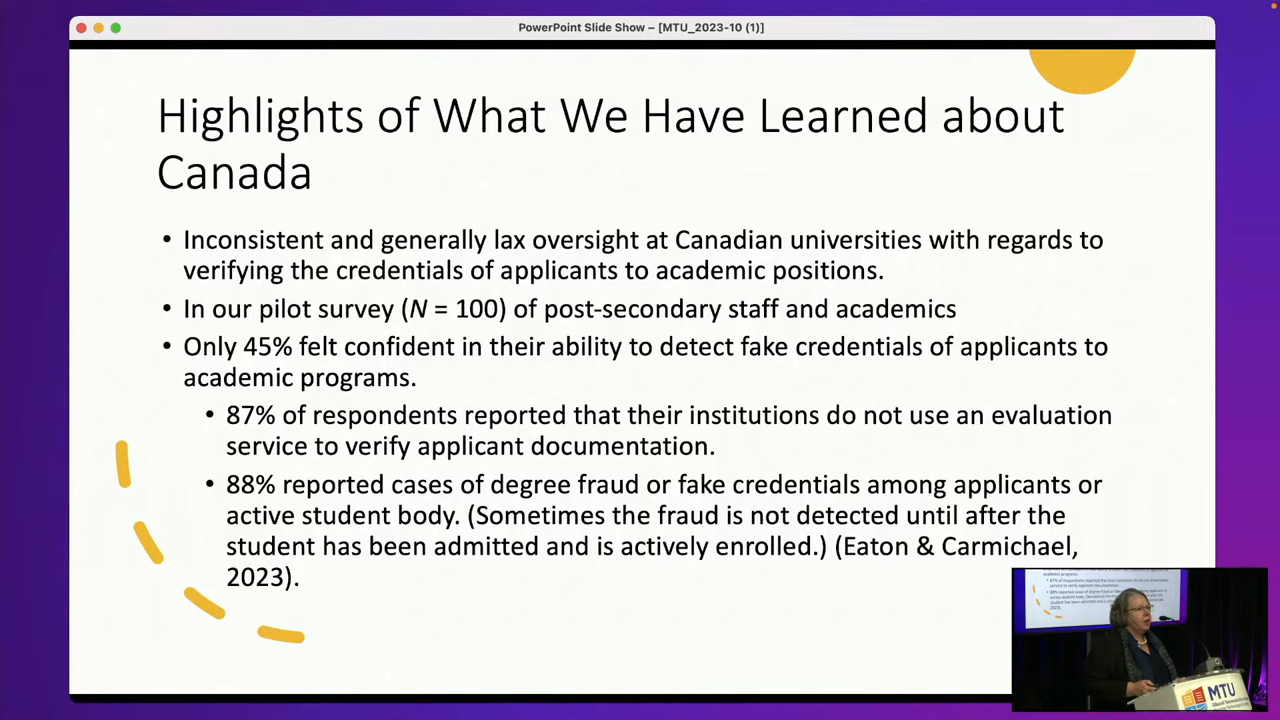 PowerPoint Slide Show – [MTU_2023-10 (1)]
Highlights of What We Have Learned about
Canada
• Inconsistent and generally lax oversight at Canadian universities with regards to
verifying the credentials of applicants to academic positions.
• In our pilot survey (N = 100) of post-secondary staff and academics
• Only 45% felt confident in their ability to detect fake credentials of applicants to
academic programs.
• 87% of respondents reported that their institutions do not use an evaluation
service to verify applicant documentation.
• 88% reported cases of degree fraud or fake credentials among applicants or
active student body. (Sometimes the fraud is not detected until after the
student has been admitted and is actively enrolled.) (Eaton & Carmichael,
2023).
MTU